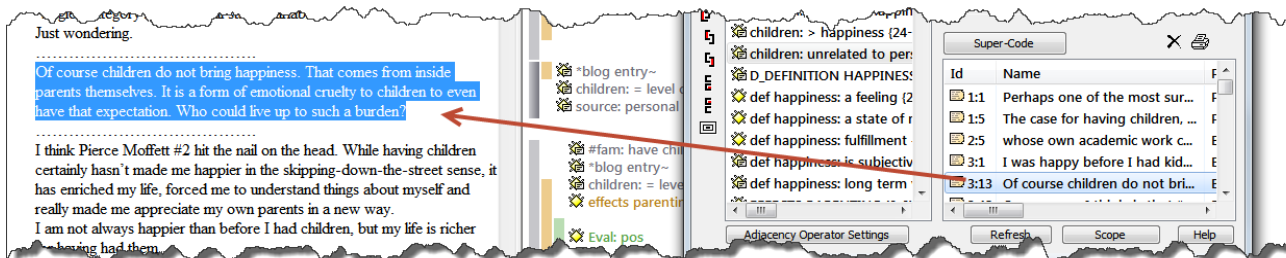 Just wondering.
Of course children do not bring happiness. That comes from inside
parents themselves. It is a form of emotional cruelty to children to even
have that expectation. Who could live up to such a burden?
I think Pierce Moffett #2 hit the nail on the head. While having children
certainly hasn't made me happier in the skipping-down-the-street sense, it
has enriched my life, forced me to understand things about myself and
really made me appreciate my own parents in a new way.
I am not always happier than before I had children, but my life is richer
having had them
*blog entry~
children: = level
source: personal
#fam: have chil
*blog entry~
children: = leve
effects parentin
Eval: pos
children: > happiness {24-
children: unrelated to pers
D_DEFINITION HAPPINESS
def happiness: a feeling {2
def happiness: a state of
def happiness: fulfillment
def happiness: is subjectiv
def happiness: long term
Adjacency Operator Settings
Super-Code
Id Name
1:1 Perhaps one of the most sur...
1:5 The case for having children, ...
2:5 whose own academic work c...
3:1 I was happy before I had kid...
3:13 Of course children do not bri...
Refresh Scope Help